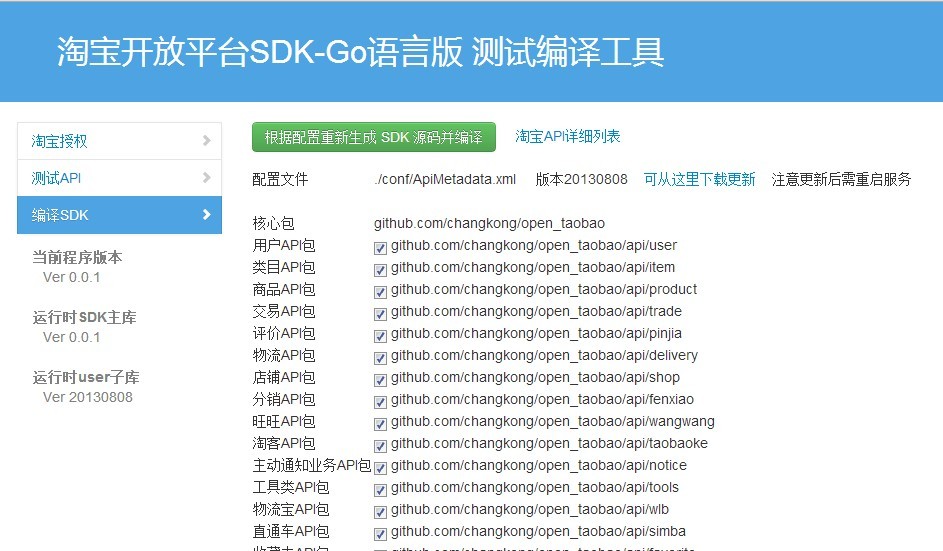 淘宝开放平台SDK-Go语言版 测试编译工具
淘宝授权
测试API
编译SDK
当前程序版本
Ver 0.0.1
运行时SDK主库
Ver 0.0.1
运行时user子库
Ver 20130808
根据配置重新生成 SDK 源码并编译 淘宝API详细列表
配置文件 ./conf/ApiMetadata.xml 版本20130808 可从这里下载更新 注意更新后需重启服务
核心包 github.com/changkong/open_taobao
用户API包 github.com/changkong/open_taobao/api/user
类目API包 github.com/changkong/open_taobao/api/item
商品API包 github.com/changkong/open_taobao/api/product
交易API包 github.com/changkong/open_taobao/api/trade
评价API包 github.com/changkong/open_taobao/api/pinjia
物流API包 github.com/changkong/open_taobao/api/delivery
店铺API包 github.com/changkong/open_taobao/api/shop
分销API包 github.com/changkong/open_taobao/api/fenxiao
旺旺API包 github.com/changkong/open_taobao/api/wangwang
淘客API包 github.com/changkong/open_taobao/api/taobaoke
主动通知业务API包 github.com/changkong/open_taobao/api/notice
工具类API包 github.com/changkong/open_taobao/api/tools
物流宝API包 github.com/changkong/open_taobao/api/wlb
直通车API包 github.com/changkong/open_taobao/api/simba